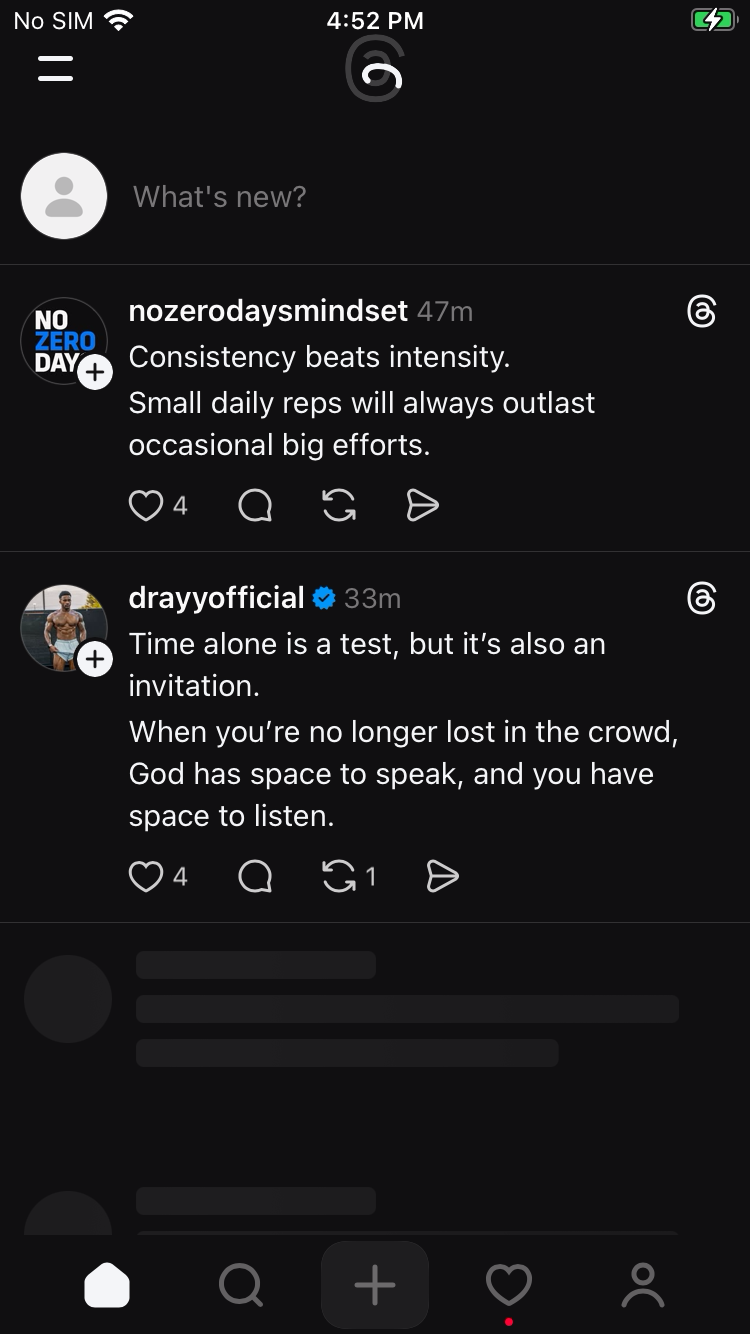 No SIM 4:52 PM
What's new?
NO
ZERO
DAY
nozerodaysmindset 47m
Consistency beats intensity.
Small daily reps will always outlast
occasional big efforts.
4
drayyofficial 33m
Time alone is a test, but it’s also an
invitation.
When you’re no longer lost in the crowd,
God has space to speak, and you have
space to listen.
4 1